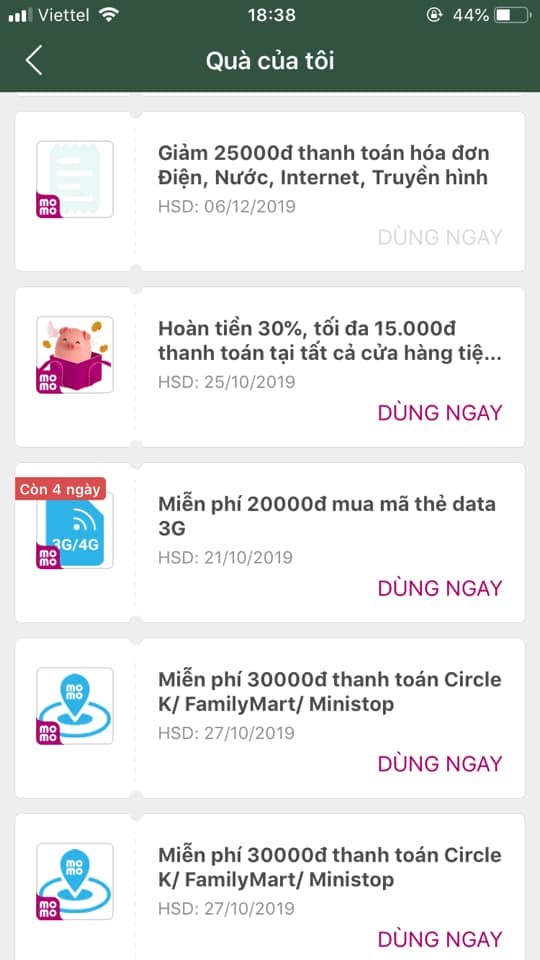 Viettel 18:38 44%
Quà của tôi
Giảm 25000đ thanh toán hóa đơn
Điện, Nước, Internet, Truyền hình
HSD: 06/12/2019
DÙNG NGAY
mo
mo
Hoàn tiền 30%, tối đa 15.000đ
thanh toán tại tất cả cửa hàng tiệ...
HSD: 25/10/2019
DÙNG NGAY
mo
mo
Còn 4 ngày
3G/4G
mo
mo
Miễn phí 20000đ mua mã thẻ data
3G
HSD: 21/10/2019
DÙNG NGAY
mo
mo
mo
mo
Miễn phí 30000đ thanh toán Circle
K/ FamilyMart/ Ministop
HSD: 27/10/2019
DÙNG NGAY
mo
mo
mo
mo
Miễn phí 30000đ thanh toán Circle
K/ FamilyMart/ Ministop
HSD: 27/10/2019
DÙNG NGAY